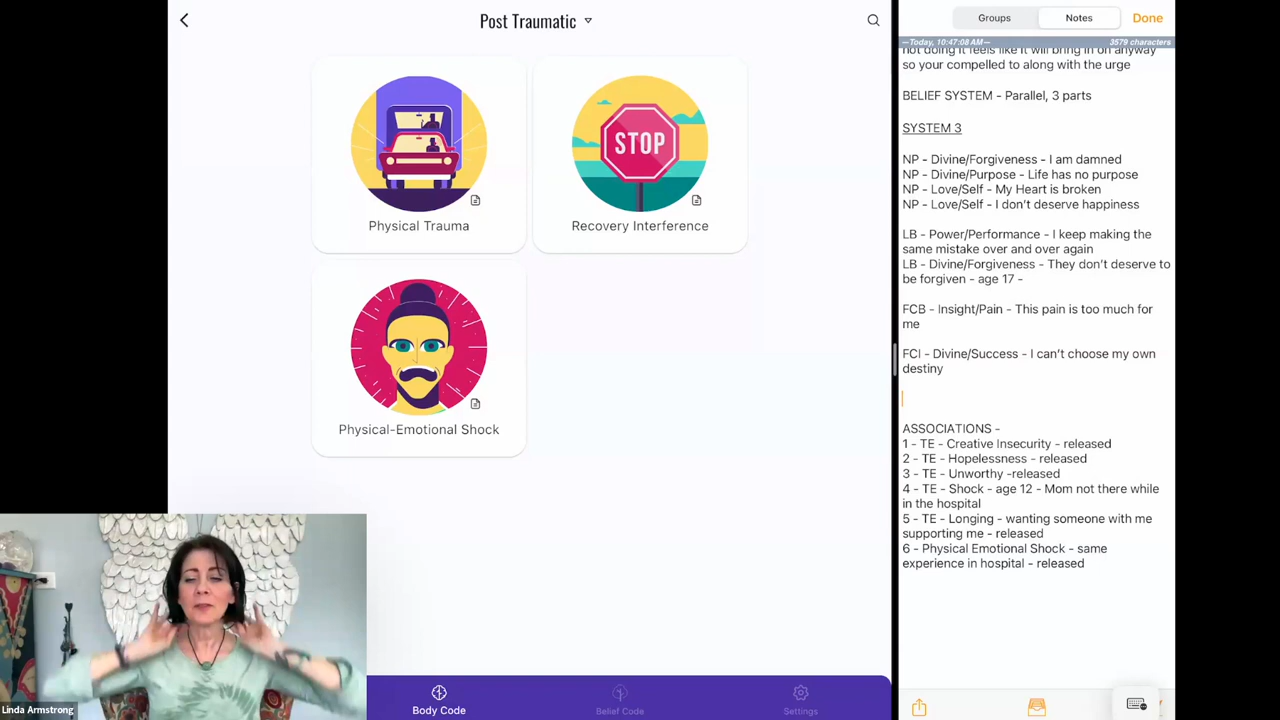 Post Traumatic
Physical Trauma
STOP
Recovery Interference
Physical-Emotional Shock
Body Code
Belief Code
Settings
Linda Armstrong
Groups
Notes
Done
—Today, 10:47:08 AM—
3579 characters
not doing it feels like it will bring in on anyway
so your compelled to along with the urge
BELIEF SYSTEM - Parallel, 3 parts
SYSTEM 3
NP - Divine/Forgiveness - I am damned
NP - Divine/Purpose - Life has no purpose
NP - Love/Self - My Heart is broken
NP - Love/Self - I don't deserve happiness
LB - Power/Performance - I keep making the
same mistake over and over again
LB - Divine/Forgiveness - They don't deserve to
be forgiven - age 17 -
FCB - Insight/Pain - This pain is too much for
me
FCI - Divine/Success - I can't choose my own
destiny
ASSOCIATIONS -
1 - TE - Creative Insecurity - released
2 - TE - Hopelessness - released
3 - TE - Unworthy -released
4 - TE - Shock - age 12 - Mom not there while
in the hospital
5 - TE - Longing - wanting someone with me
supporting me - released
6 - Physical Emotional Shock - same
experience in hospital - released